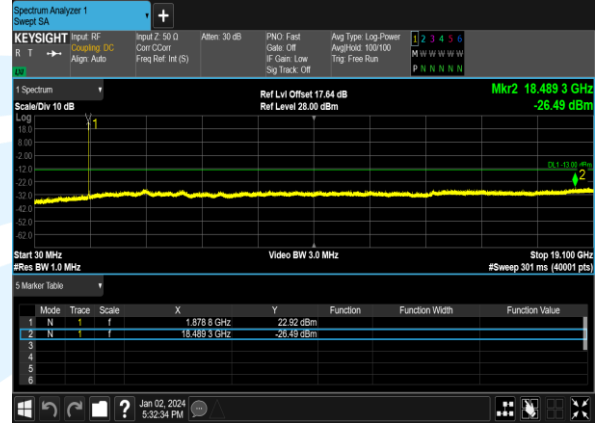 Spectrum Analyzer 1
Swept SA
+
KEYSIGHT Input: RF Input Z: 50 Ω Atten: 30 dB PNO: Fast Avg Type: Log-Power 1 2 3 4 5 6
R T Coupling: DC Corr CCorr Gate: Off Avg|Hold: 100/100 M W W W W W
Align: Auto Freq Ref: Int (S) IF Gain: Low Trig: Free Run
Sig Track: Off P N N N N N
1 Spectrum Ref Lvl Offset 17.64 dB Mkr2 18.489 3 GHz
Scale/Div 10 dB Ref Level 28.00 dBm -26.49 dBm
Log
18.0
8.00
-2.00
-12.0 DL1 -13.00 dBm
-22.0
-32.0
-42.0
-52.0
-62.0
1
2
Start 30 MHz Video BW 3.0 MHz Stop 19.100 GHz
#Res BW 1.0 MHz #Sweep 301 ms (40001 pts)
5 Marker Table
Mode Trace Scale X Y Function Function Width Function Value
1 N 1 f 1.878 8 GHz 22.92 dBm
2 N 1 f 18.489 3 GHz -26.49 dBm
3
4
5
6
? Jan 02, 2024
5:32:34 PM